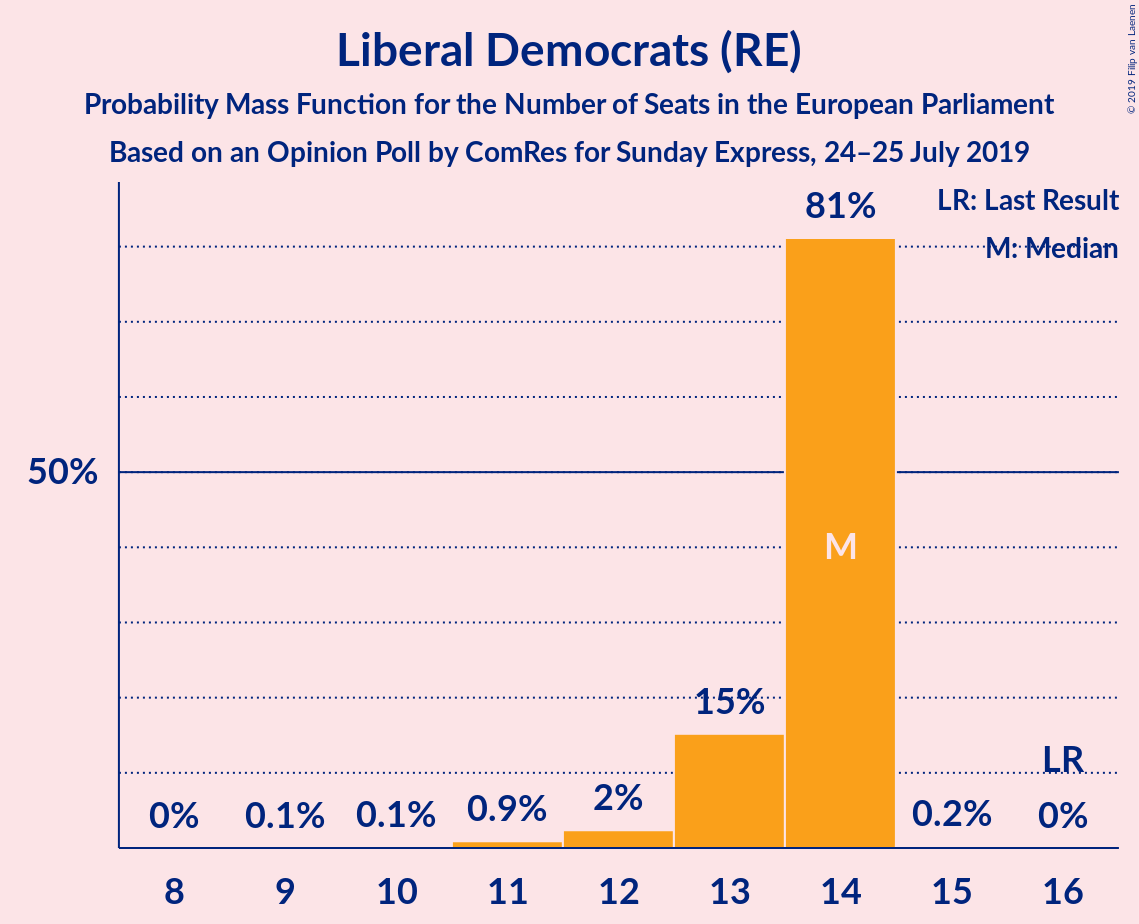 Liberal Democrats (RE)
Probability Mass Function for the Number of Seats in the European Parliament
Based on an Opinion Poll by ComRes for Sunday Express, 24–25 July 2019
© 2019 Filip van Laenen
LR: Last Result
M: Median
81%
50%
M
15%
LR
0%
0.1%
0.1%
0.9%
2%
0.2%
0%
8
9
10
11
12
13
14
15
16